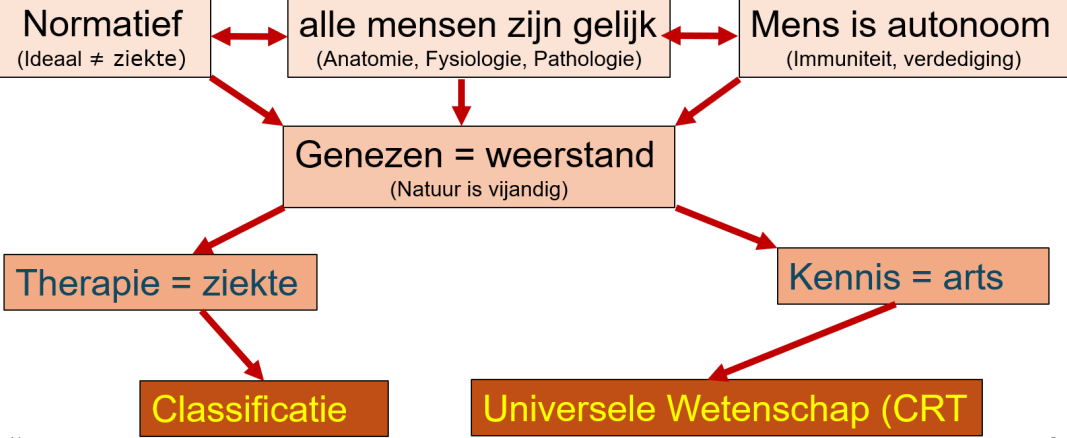 Normatief
(Ideaal ≠ ziekte)
alle mensen zijn gelijk
(Anatomie, Fysiologie, Pathologie)
Mens is autonoom
(Immuniteit, verdediging)
Genezen = weerstand
(Natuur is vijandig)
Therapie = ziekte
Kennis = arts
Classificatie
Universele Wetenschap (CRT